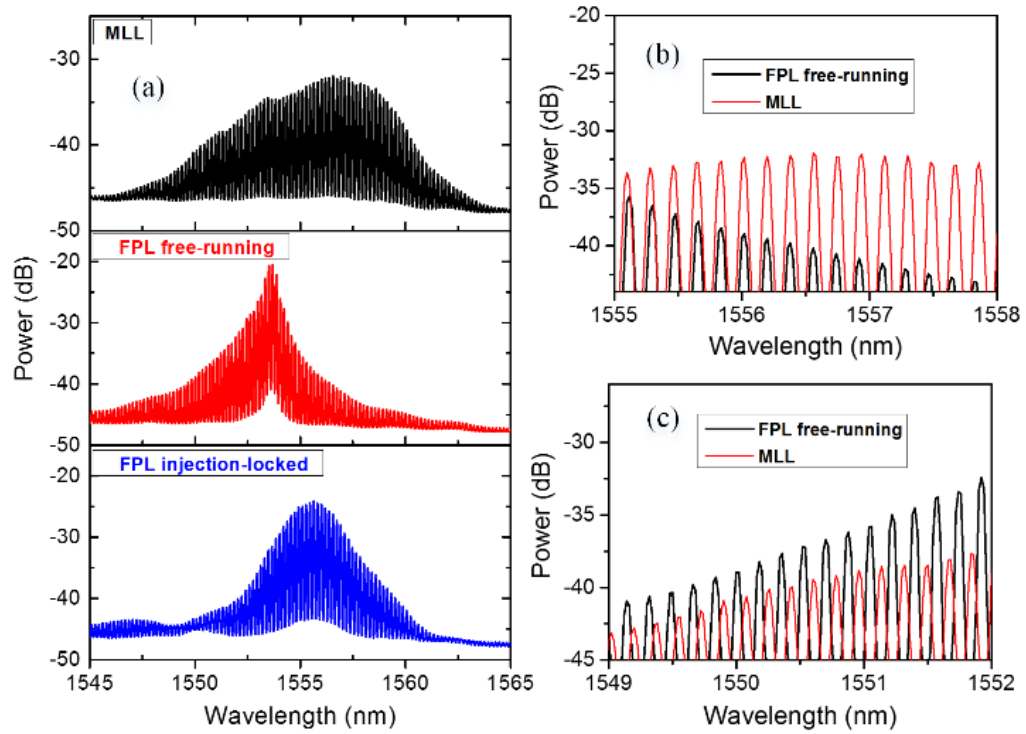 MLL
(a)
-30
-40
-50
FPL free-running
-20
-30
-40
-50
FPL injection-locked
-20
-30
-40
-50
1545 1550 1555 1560 1565
Wavelength (nm)
Power (dB)
(b)
FPL free-running
MLL
-20
-25
-30
-35
-40
1555 1556 1557 1558
Wavelength (nm)
Power (dB)
(c)
FPL free-running
MLL
-30
-35
-40
-45
1549 1550 1551 1552
Wavelength (nm)
Power (dB)